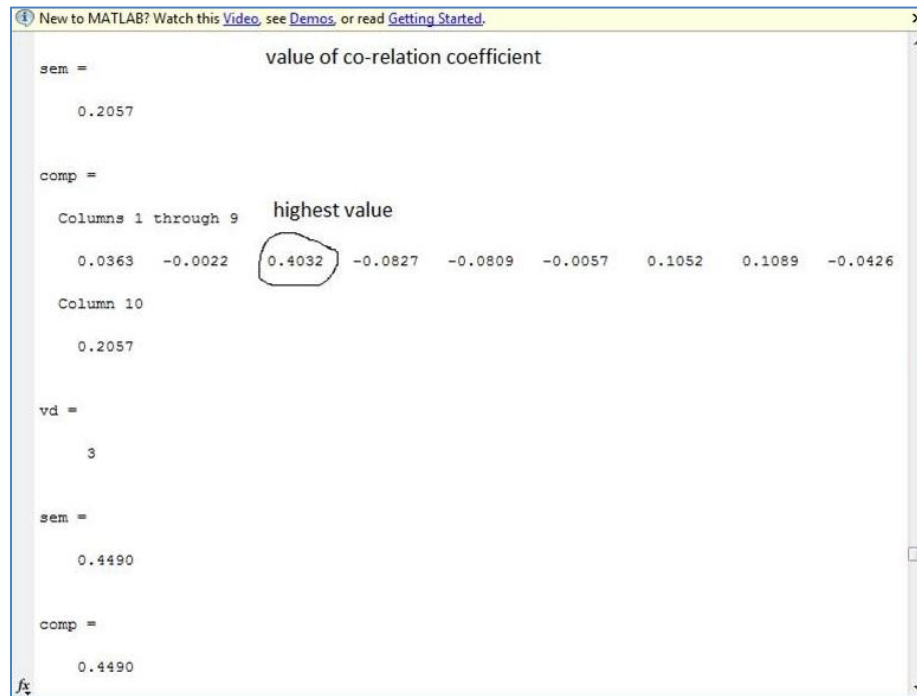 New to MATLAB? Watch this Video, see Demos, or read Getting Started.
value of co-relation coefficient
sem =
0.2057
comp =
Columns 1 through 9
highest value
0.0363 -0.0022 0.4032 -0.0827 -0.0809 -0.0057 0.1052 0.1089 -0.0426
Column 10
0.2057
vd =
3
sem =
0.4490
comp =
0.4490
fx